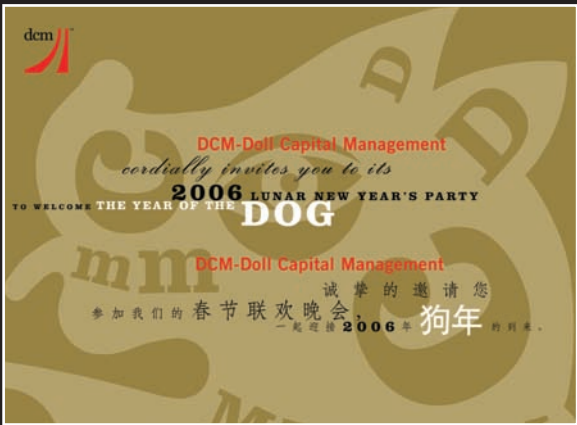 dcm
DCM-Doll Capital Management
cordially invites you to its
2006 LUNAR NEW YEAR'S PARTY
TO WELCOME THE YEAR OF THE DOG
DCM-Doll Capital Management
诚挚的邀请您
参加我们的春节联欢晚会，
一起迎接2006年狗年的到来。
D
D
C
C
mm
MM